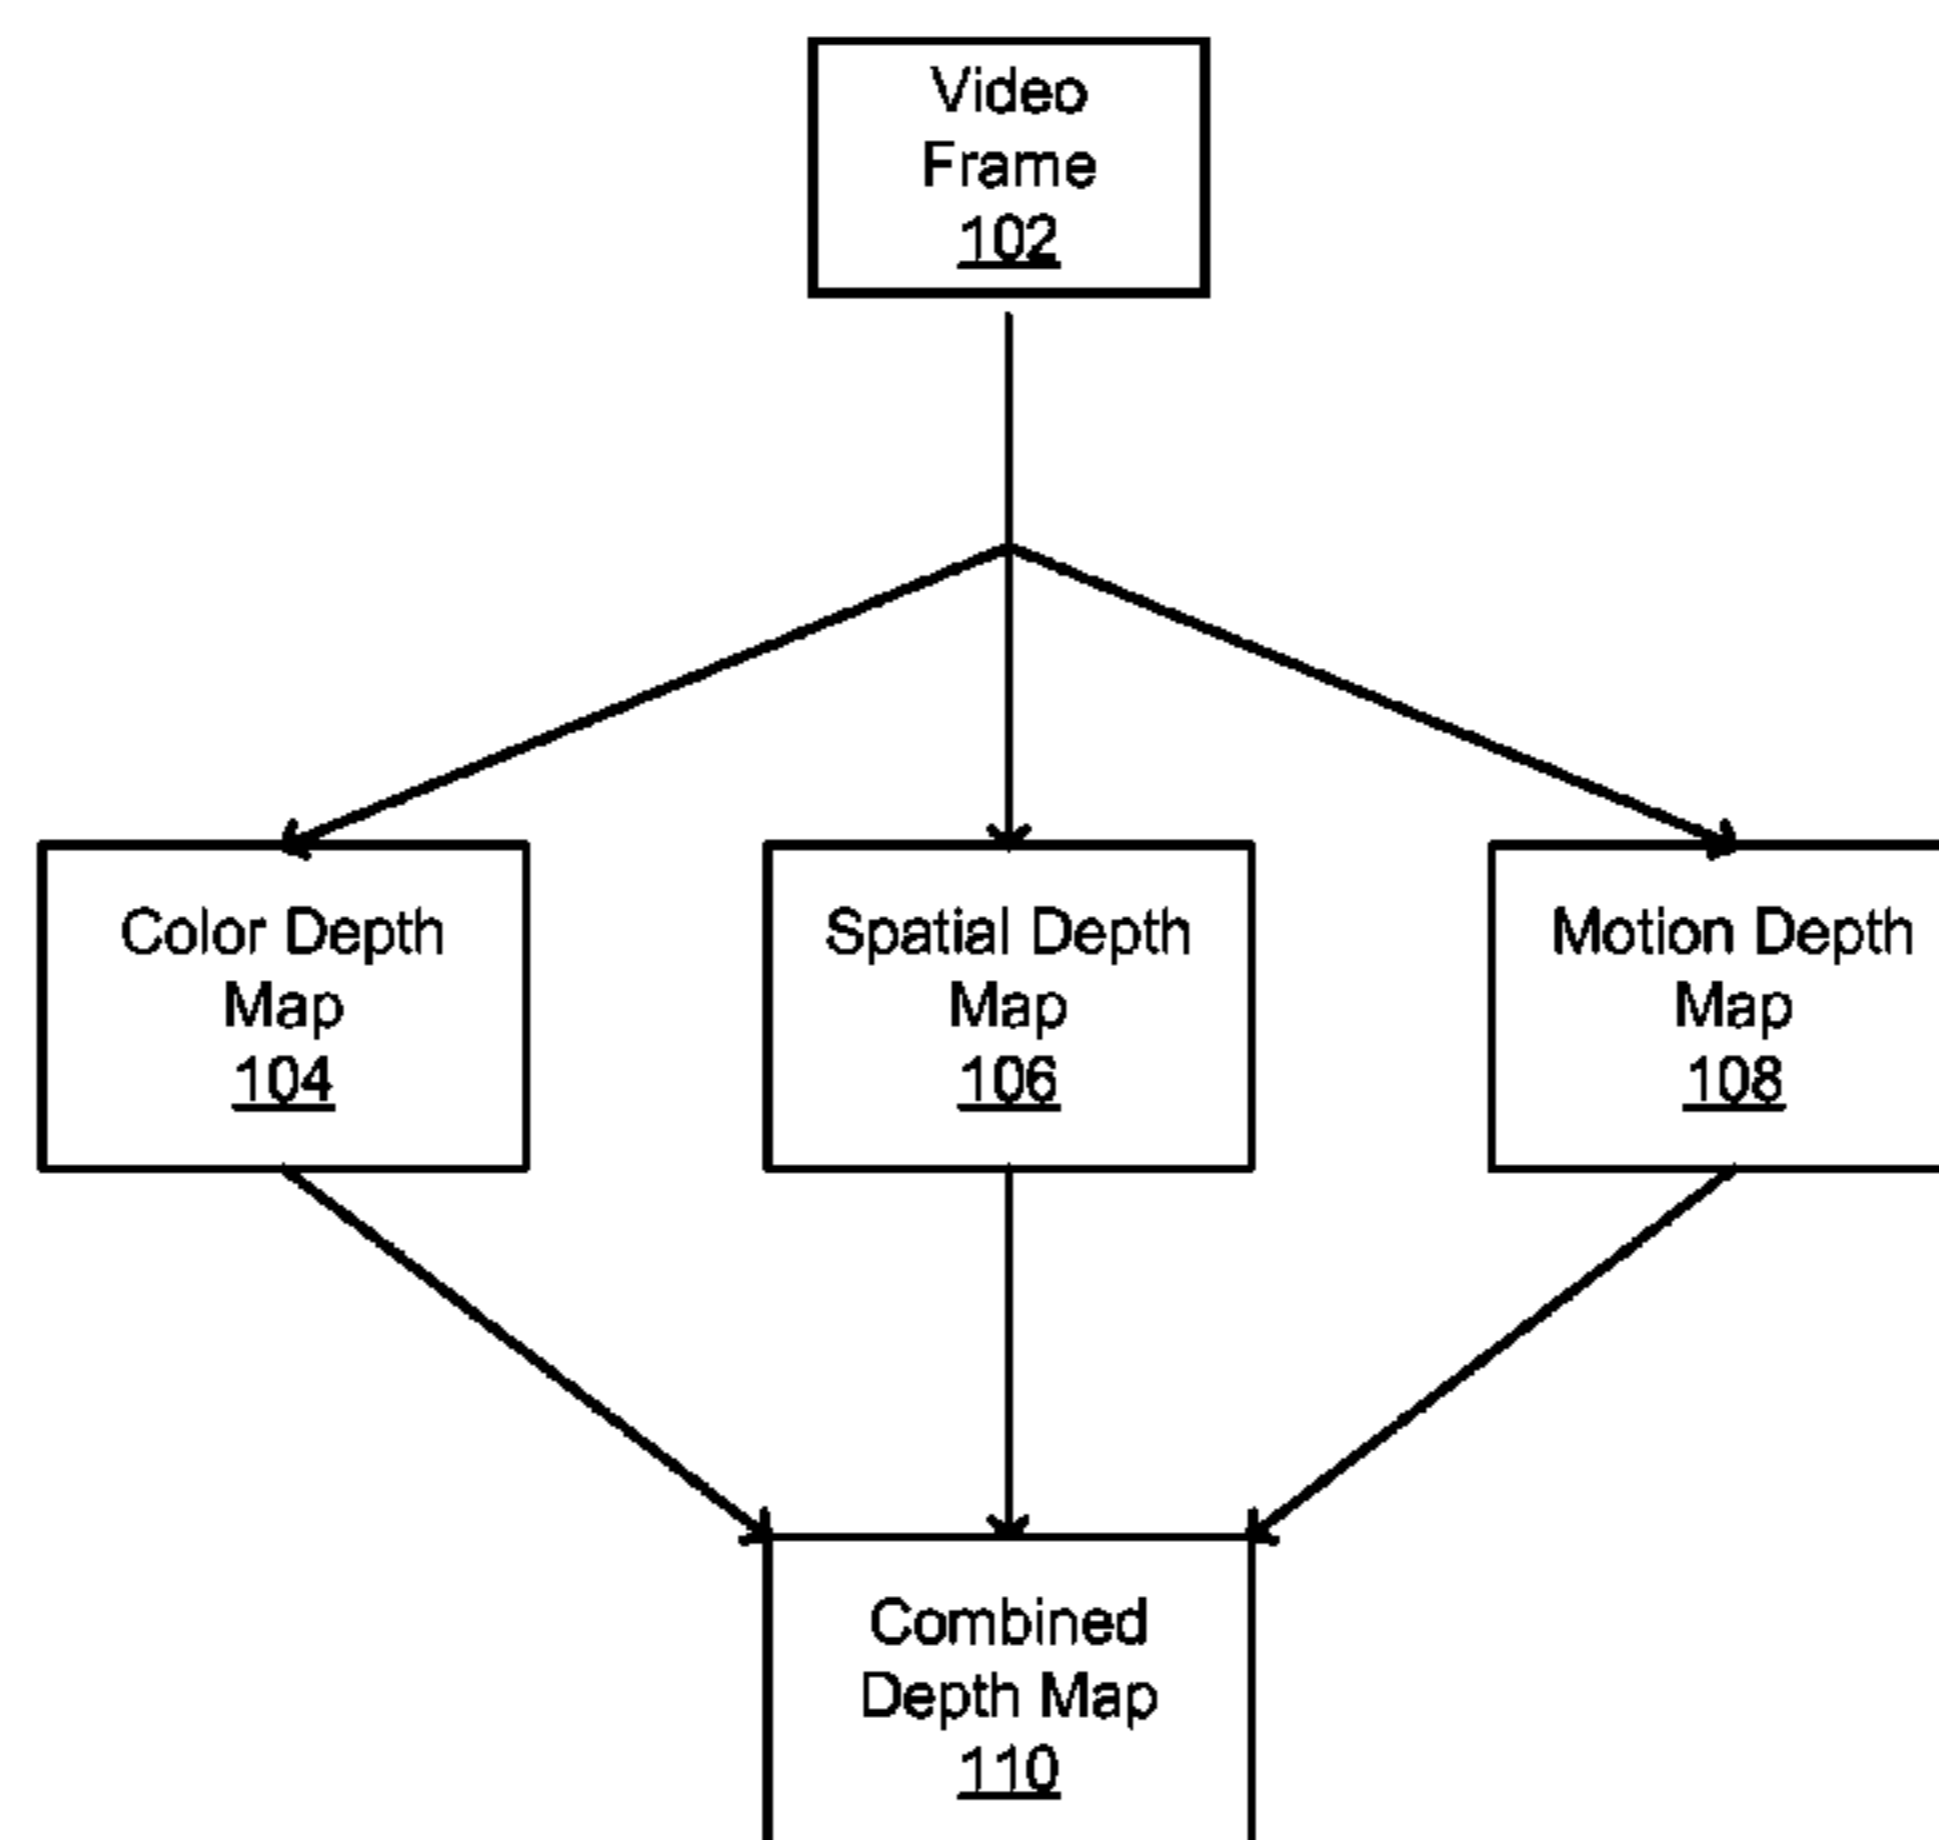 Video
Frame
102
Color Depth
Map
104
Spatial Depth
Map
106
Motion Depth
Map
108
Combined
Depth Map
110